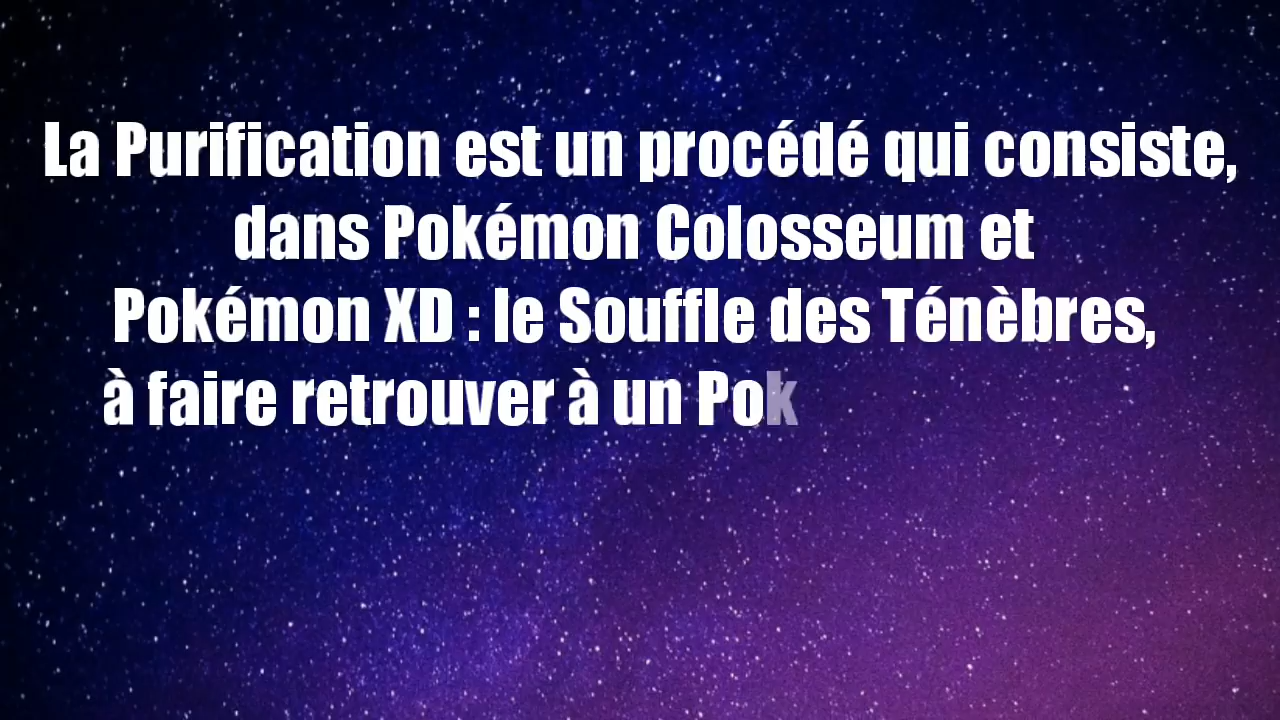 La Purification est un procédé qui consiste,
dans Pokémon Colosseum et
Pokémon XD : le Souffle des Ténèbres,
à faire retrouver à un Pok